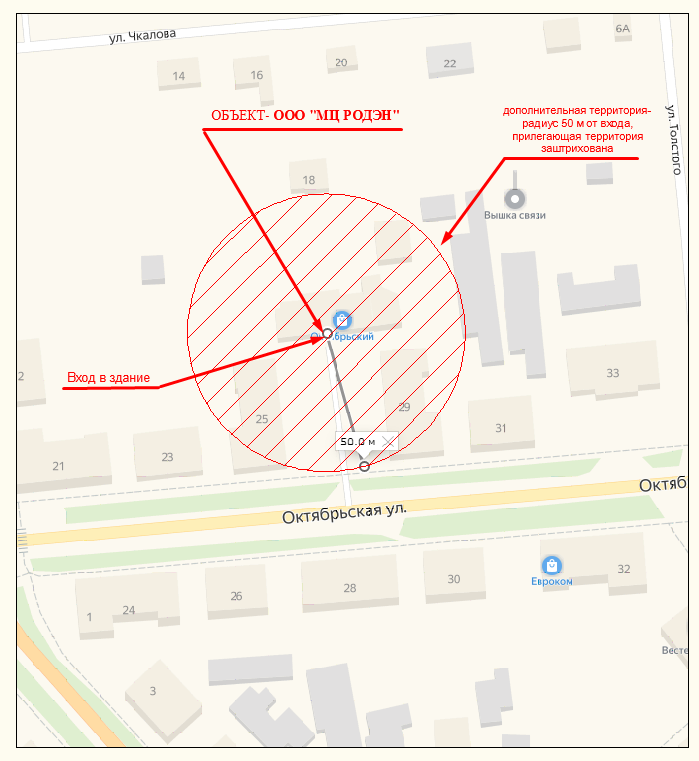 ул. Чкалова
6А
14
16
20
22
ОБЪЕКТ- ООО "МЦ РОДЭН"
дополнительная территория-
радиус 50 м от входа,
прилегающая территория
заштрихована
ул. Толстого
18
Вышка связи
Октябрьский
Вход в здание
2
33
25
29
31
50.0 м
21
23
Октябрьская ул.
Октяб
1
24
26
28
30
Евроком
32
Весте
3